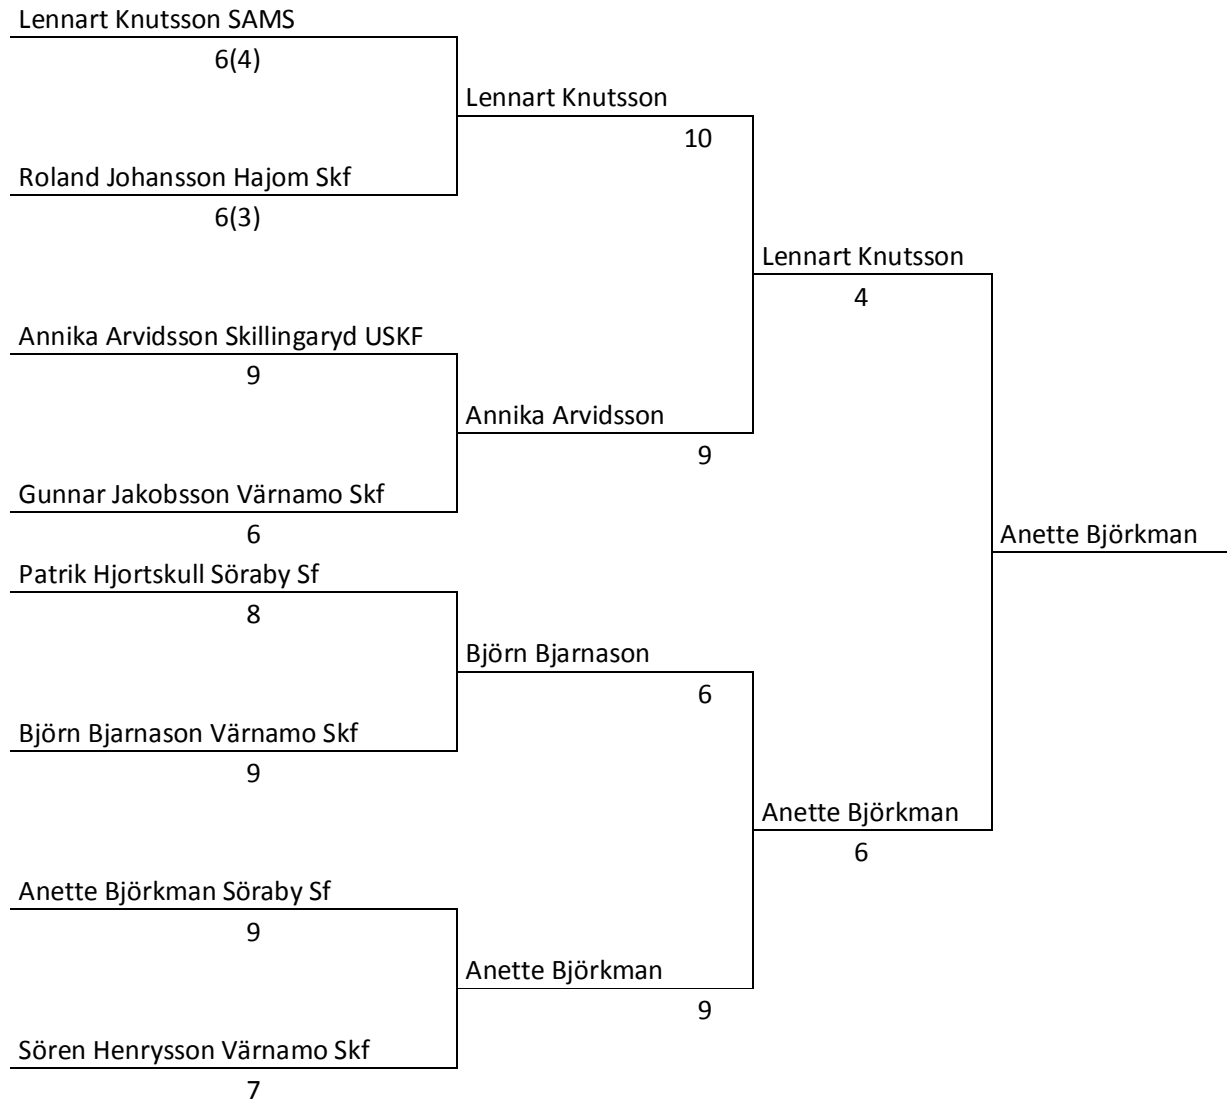 Lennart Knutsson SAMS
6(4)
Lennart Knutsson
10
Roland Johansson Hajom Skf
6(3)
Lennart Knutsson
4
Annika Arvidsson Skillingaryd USKF
9
Annika Arvidsson
9
Gunnar Jakobsson Värnamo Skf
6
Anette Björkman
Patrik Hjortskull Söraby Sf
8
Björn Bjarnason
6
Björn Bjarnason Värnamo Skf
9
Anette Björkman
6
Anette Björkman Söraby Sf
9
Anette Björkman
9
Sören Henrysson Värnamo Skf
7